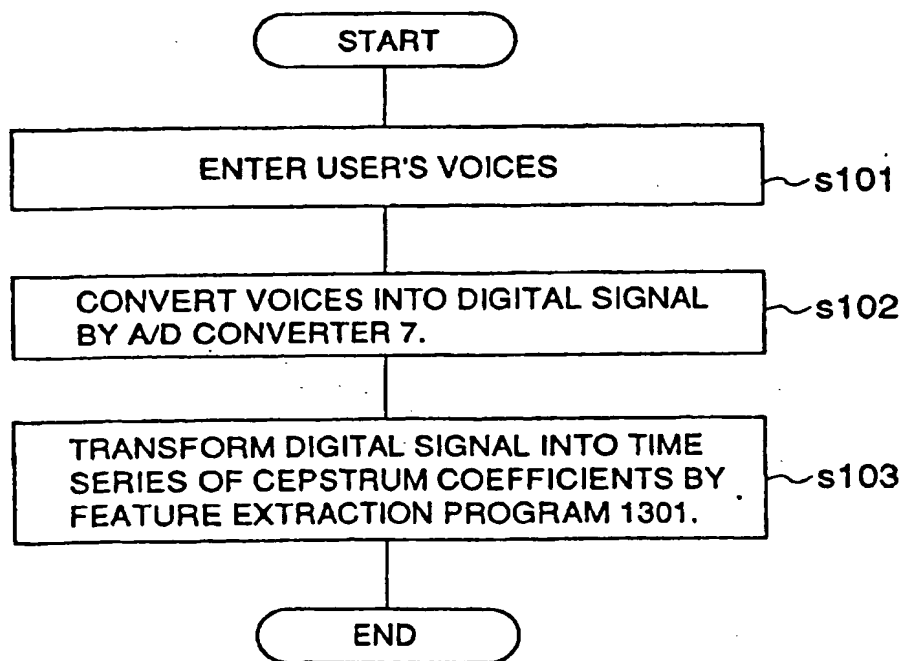 START
ENTER USER'S VOICES
s101
CONVERT VOICES INTO DIGITAL SIGNAL
BY A/D CONVERTER 7.
s102
TRANSFORM DIGITAL SIGNAL INTO TIME
SERIES OF CEPSTRUM COEFFICIENTS BY
FEATURE EXTRACTION PROGRAM 1301.
s103
END